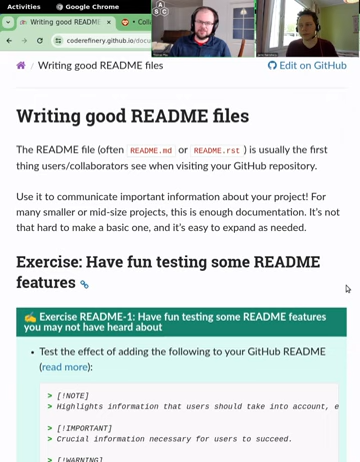 Activities Google Chrome
Writing good README
Colla
coderefinery.github.io/docu
Writing good README files
Edit on GitHub
Writing good README files
The README file (often README.md or README.rst ) is usually the first
thing users/collaborators see when visiting your GitHub repository.
Use it to communicate important information about your project! For
many smaller or mid-size projects, this is enough documentation. It's not
that hard to make a basic one, and it's easy to expand as needed.
Exercise: Have fun testing some README
features
Exercise README-1: Have fun testing some README features
you may not have heard about
• Test the effect of adding the following to your GitHub README
(read more):
> [!NOTE]
> Highlights information that users should take into account, e
> [!IMPORTANT]
> Crucial information necessary for users to succeed.
> [!WARNING]